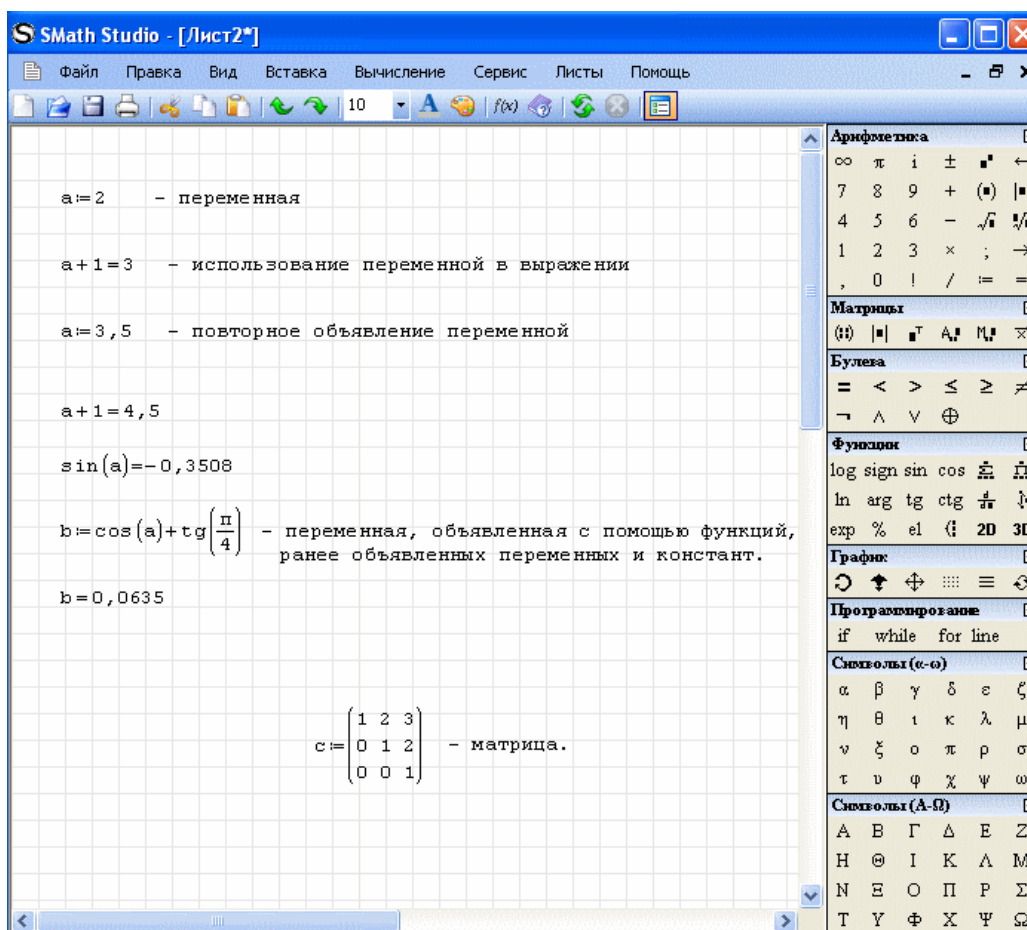 SMath Studio - [Лист2*]
Файл Правка Вид Вставка Вычисление Сервис Листы Помощь
10 A f(x)
a:=2 - переменная
a+1=3 - использование переменной в выражении
a:=3,5 - повторное объявление переменной
a+1=4,5
sin(a)=-0,3508
b:=cos(a)+tg(π/4) - переменная, объявленная с помощью функций,
ранее объявленных переменных и констант.
b=0,0635
c:=(1 2 3
0 1 2 - матрица.
0 0 1)
Арифметика
∞ π i ±
7 8 9 + (■)
4 5 6 − √
1 2 3 × ; →
, 0 ! / := =
Матрицы
Булева
= < > ≤ ≥ ≠
¬ ∧ ∨ ⊕
Функции
log sign sin cos
ln arg tg ctg
exp % el 2D 3D
График
Программирование
if while for line
Символы (α-ω)
α β γ δ ε ζ
η θ ι κ λ μ
ν ξ ο π ρ σ
τ υ φ χ ψ ω
Символы (Α-Ω)
Α Β Γ Δ Ε Ζ
Η Θ Ι Κ Λ Μ
Ν Ξ Ο Π Ρ Σ
Τ Υ Φ Χ Ψ Ω